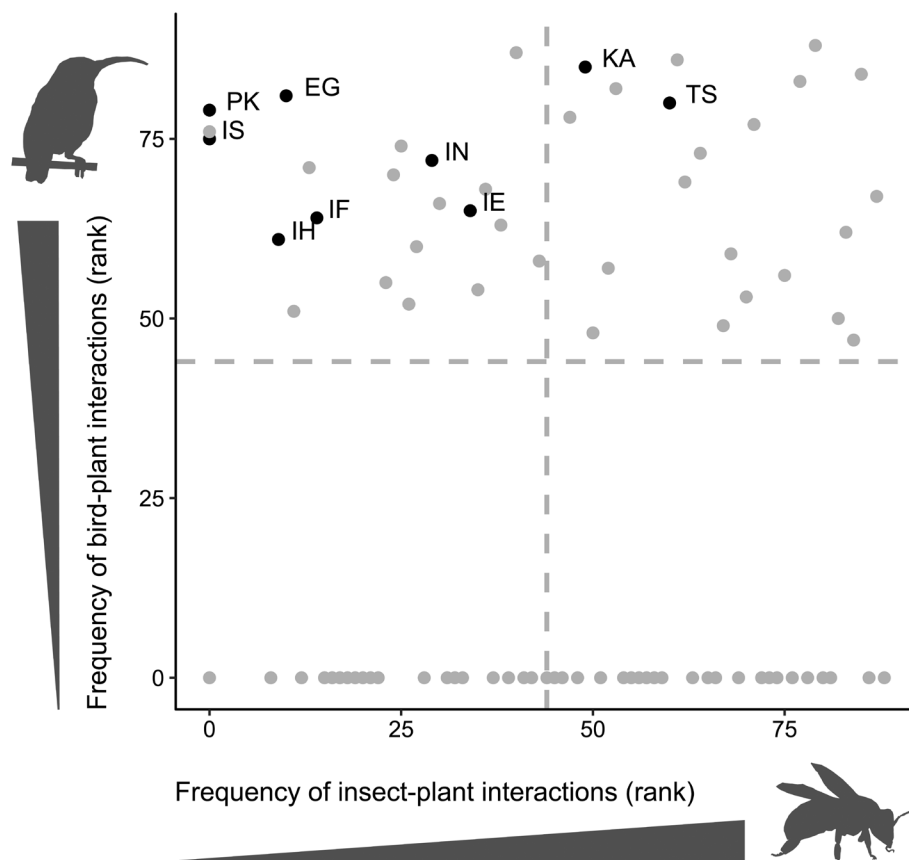 KA
PK
EG
TS
IS
75
IN
IE
IF
IH
50
25
0
Frequency of bird-plant interactions (rank)
0
25
50
75
Frequency of insect-plant interactions (rank)